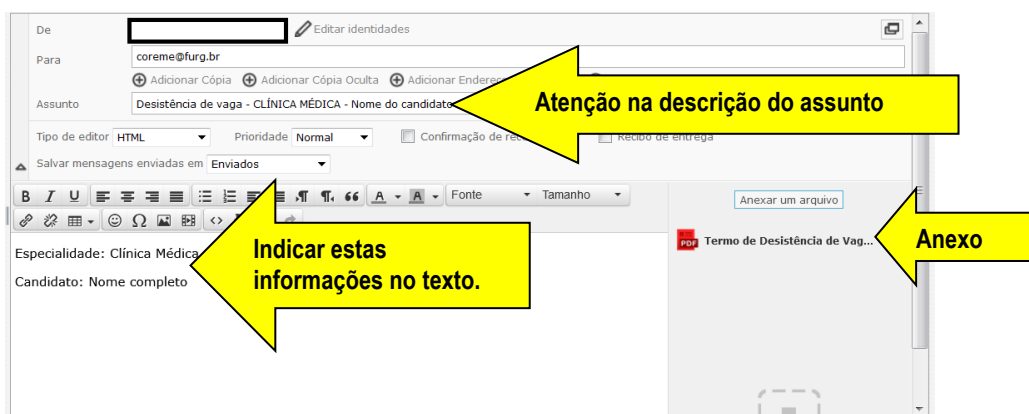 De
Editar identidades
Para
coreme@furg.br
Adicionar Cópia Adicionar Cópia Oculta Adicionar
Assunto
Desistência de vaga - CLÍNICA MÉDICA - Nome do candidato
Atenção na descrição do assunto
Tipo de editor HTML Prioridade Normal Confirmação de Recibo de entrega
Salvar mensagens enviadas em Enviados
B I U A A Fonte Tamanho
Anexar um arquivo
PDF Termo de Desistência de Vag...
Anexo
Especialidade: Clínica Médica
Candidato: Nome completo
Indicar estas
informações no texto.